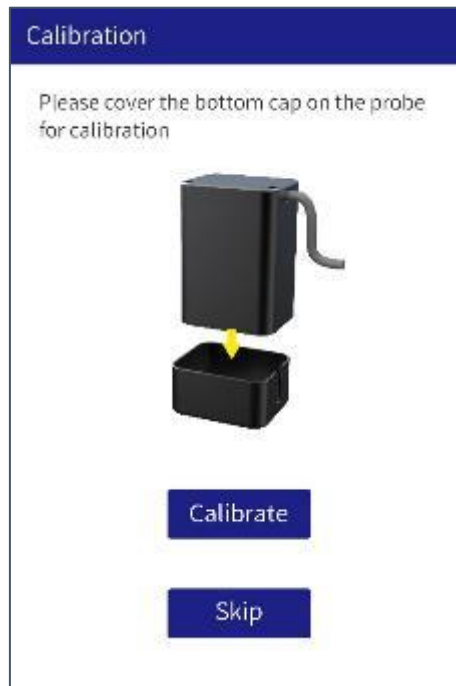 Calibration
Please cover the bottom cap on the probe
for calibration
Calibrate
Skip